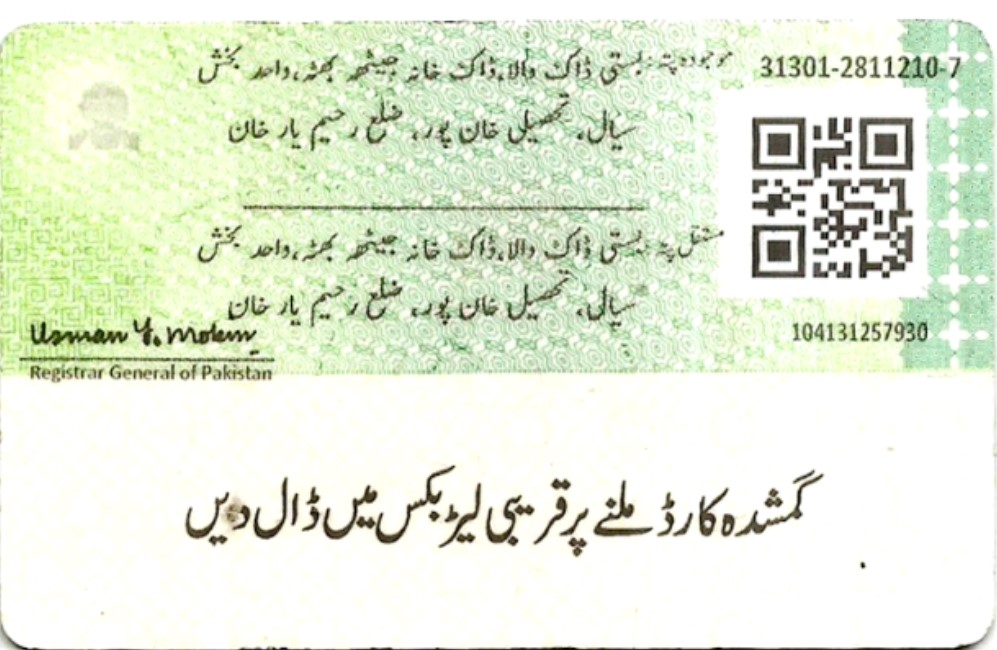 31301-2811210-7
موجودہ پتہ: بستی ڈاک والا، ڈاک خانہ جیٹھہ بھٹہ، واحد بخش
سیال، تحصیل خان پور، ضلع رحیم یار خان
مستقل پتہ: بستی ڈاک والا، ڈاک خانہ جیٹھہ بھٹہ، واحد بخش
سیال، تحصیل خان پور، ضلع رحیم یار خان
104131257930
Usman Y. Mobin
Registrar General of Pakistan
گمشدہ کارڈ ملنے پر قریبی لیٹر بکس میں ڈال دیں